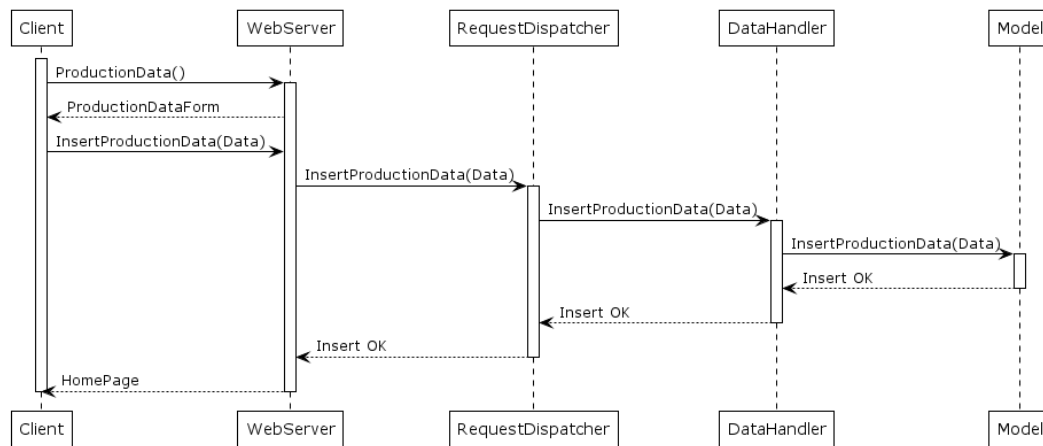 Client WebServer RequestDispatcher DataHandler Model
ProductionData()
ProductionDataForm
InsertProductionData(Data)
InsertProductionData(Data)
InsertProductionData(Data)
InsertProductionData(Data)
Insert OK
Insert OK
Insert OK
HomePage
Client WebServer RequestDispatcher DataHandler Model